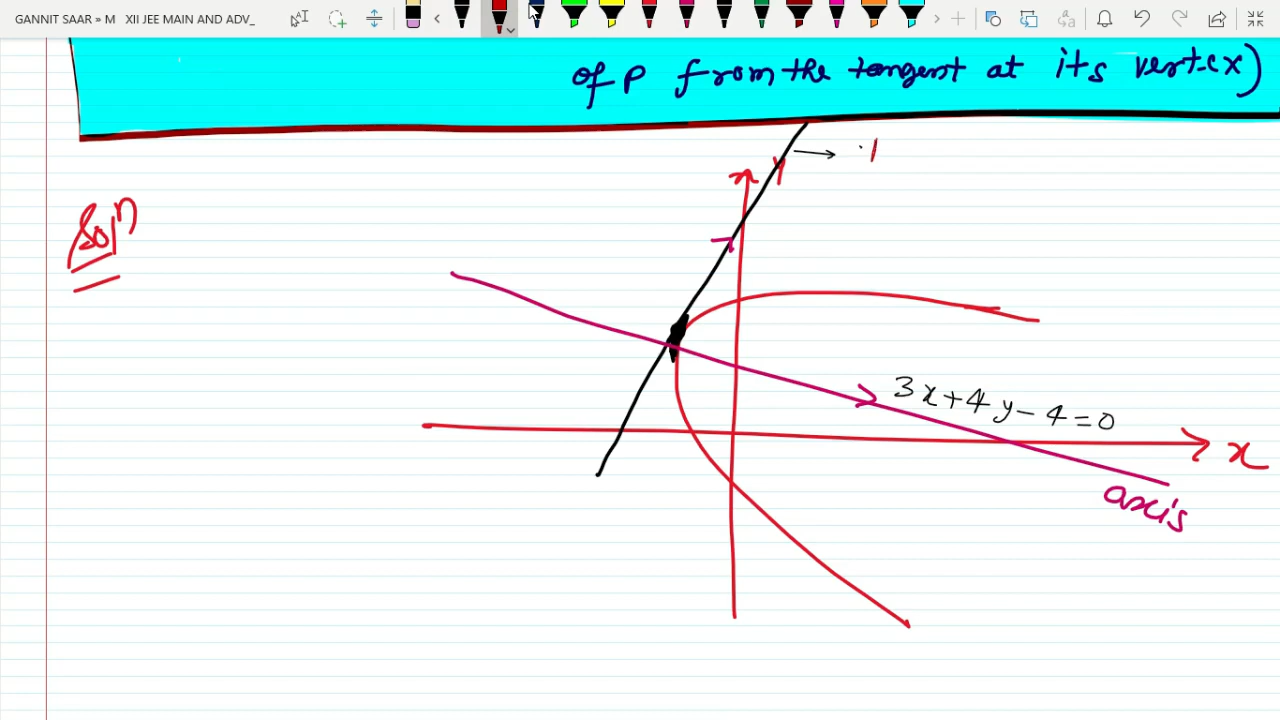 GANNIT SAAR » M XII JEE MAIN AND ADV_
of P from the tangent at its vertex)
y
Soln
3x+4y-4=0
x
axis